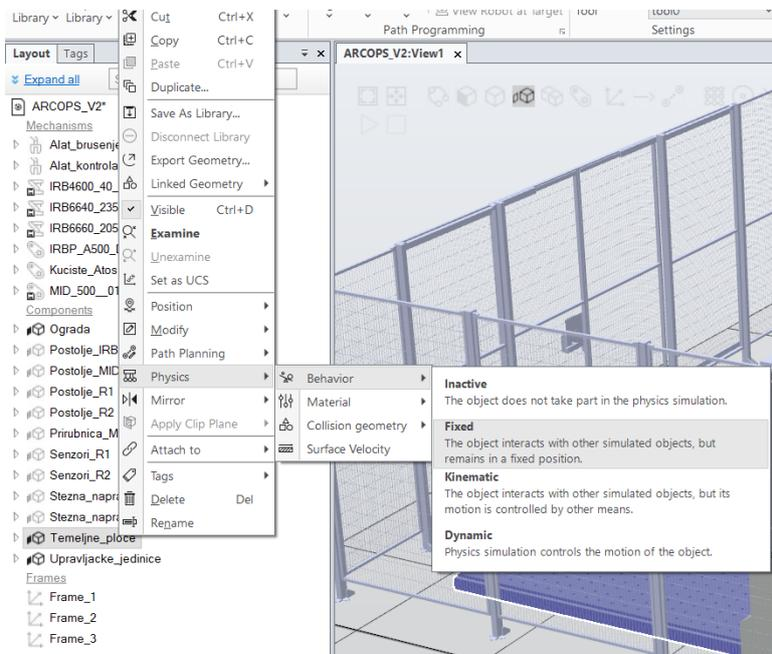 Library
Library
Cut Ctrl+X
Copy Ctrl+C
Paste Ctrl+V
Duplicate...
Save As Library...
Disconnect Library
Export Geometry...
Linked Geometry
Visible Ctrl+D
Examine
Unexamine
Set as UCS
Position
Modify
Path Planning
Physics
Mirror
Apply Clip Plane
Attach to
Tags
Delete Del
Rename
View Robot at Target
Path Programming
Tool
tool0
Settings
Layout
Tags
Expand all
ARCOPS_V2*
Mechanisms
Alat_brusenje
Alat_kontrola
IRB4600_40_
IRB6640_235
IRB6660_205
IRBP_A500_
Kuciste_Atos
MID_500__01
Components
Ograda
Postolje_IRB
Postolje_MID
Postolje_R1
Postolje_R2
Prirubnica_M
Senzori_R1
Senzori_R2
Stezna_napra
Stezna_napra
Temeljne_ploce
Upravljacke_jedinice
Frames
Frame_1
Frame_2
Frame_3
ARCOPS_V2:View1
Behavior
Material
Collision geometry
Surface Velocity
Inactive
The object does not take part in the physics simulation.
Fixed
The object interacts with other simulated objects, but
remains in a fixed position.
Kinematic
The object interacts with other simulated objects, but its
motion is controlled by other means.
Dynamic
Physics simulation controls the motion of the object.